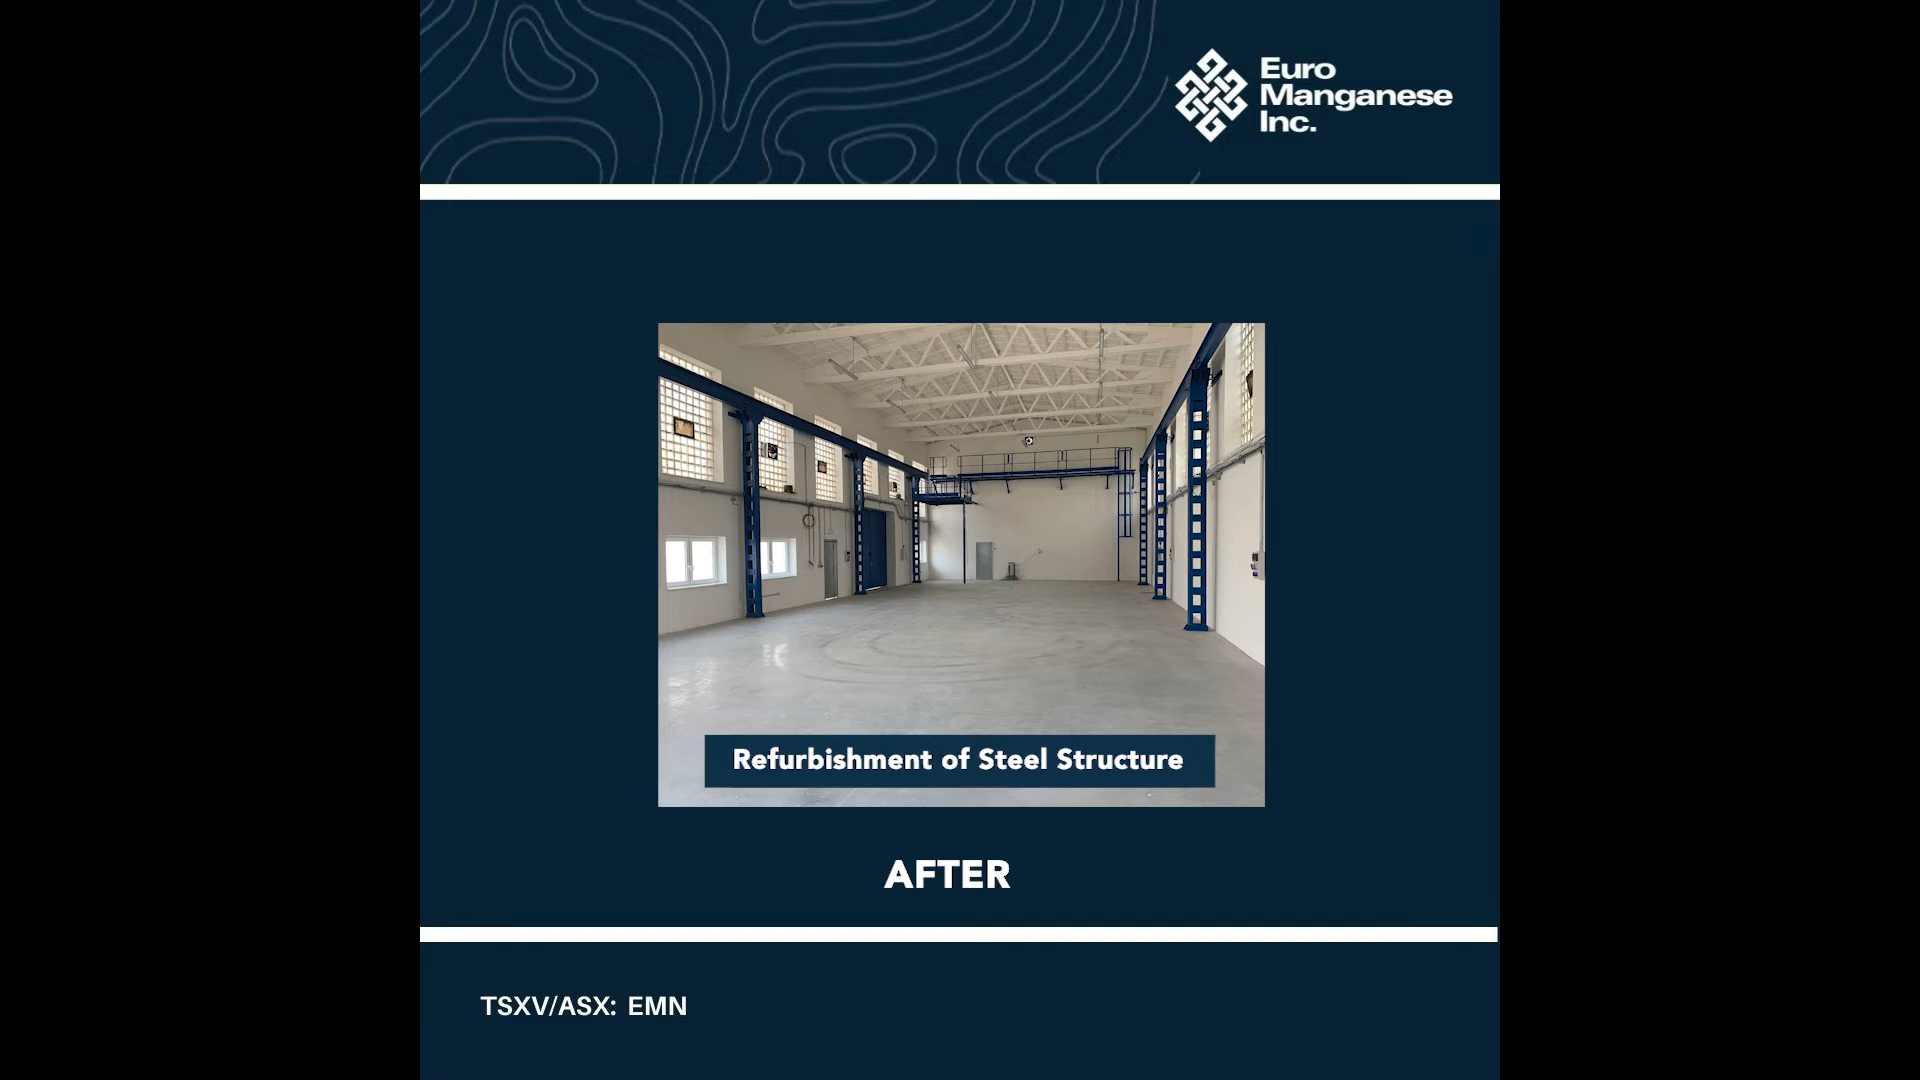 Euro
Manganese
Inc.
Refurbishment of Steel Structure
AFTER
TSXV/ASX: EMN